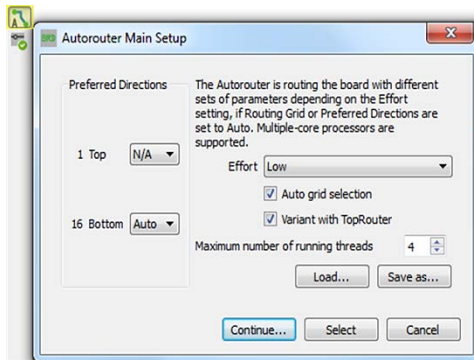 Autorouter Main Setup
Preferred Directions
1 Top N/A
16 Bottom Auto
The Autorouter is routing the board with different
sets of parameters depending on the Effort
setting, if Routing Grid or Preferred Directions are
set to Auto. Multiple-core processors are
supported.
Effort Low
Auto grid selection
Variant with TopRouter
Maximum number of running threads 4
Load... Save as...
Continue... Select Cancel